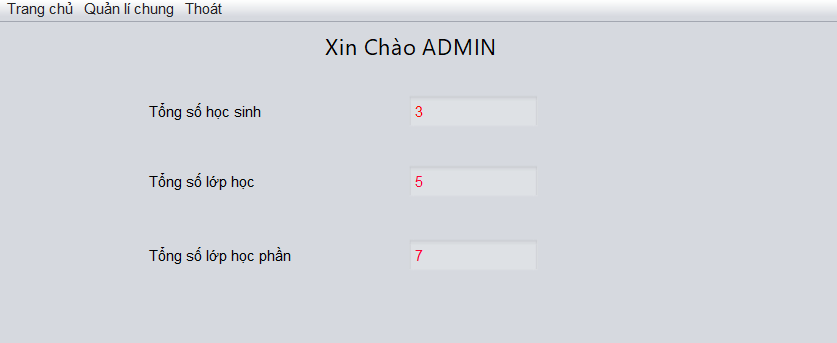 Trang chủ Quản lí chung Thoát
Xin Chào ADMIN
Tổng số học sinh 3
Tổng số lớp học 5
Tổng số lớp học phần 7